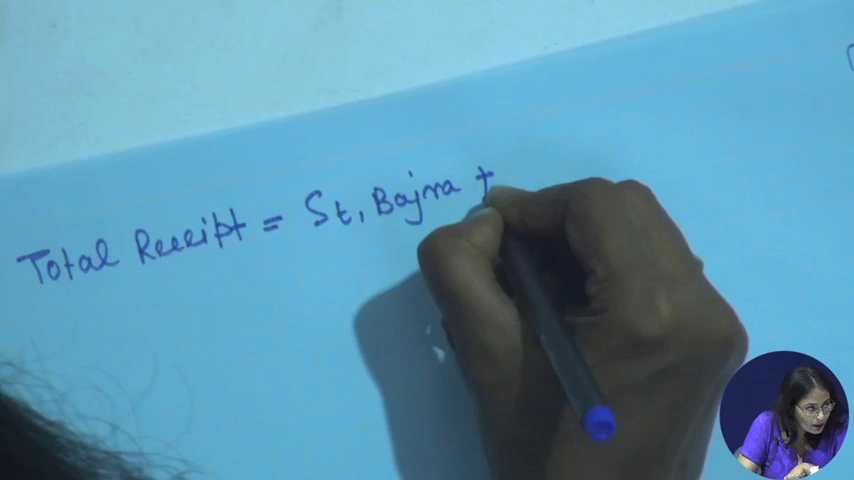 Total Receipt = St, Bajra +